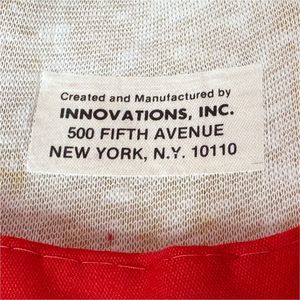 Created and Manufactured by
INNOVATIONS, INC.
500 FIFTH AVENUE
NEW YORK, N.Y. 10110